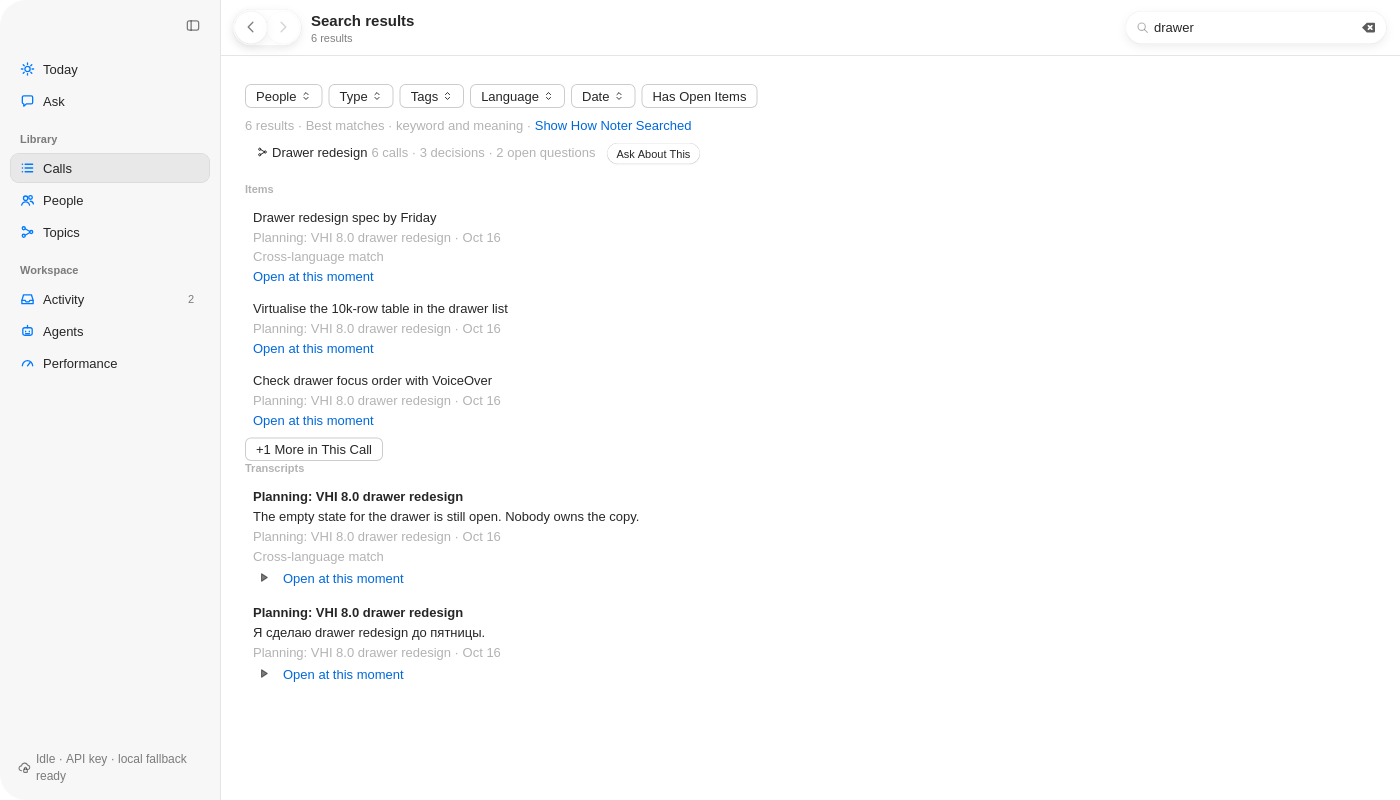 Search results
6 results
drawer
Today
Ask
Library
Calls
People
Topics
Workspace
Activity 2
Agents
Performance
Idle · API key · local fallback
ready
People Type Tags Language Date Has Open Items
6 results · Best matches · keyword and meaning · Show How Noter Searched
Drawer redesign 6 calls · 3 decisions · 2 open questions Ask About This
Items
Drawer redesign spec by Friday
Planning: VHI 8.0 drawer redesign · Oct 16
Cross-language match
Open at this moment
Virtualise the 10k-row table in the drawer list
Planning: VHI 8.0 drawer redesign · Oct 16
Open at this moment
Check drawer focus order with VoiceOver
Planning: VHI 8.0 drawer redesign · Oct 16
Open at this moment
+1 More in This Call
Transcripts
Planning: VHI 8.0 drawer redesign
The empty state for the drawer is still open. Nobody owns the copy.
Planning: VHI 8.0 drawer redesign · Oct 16
Cross-language match
Open at this moment
Planning: VHI 8.0 drawer redesign
Я сделаю drawer redesign до пятницы.
Planning: VHI 8.0 drawer redesign · Oct 16
Open at this moment